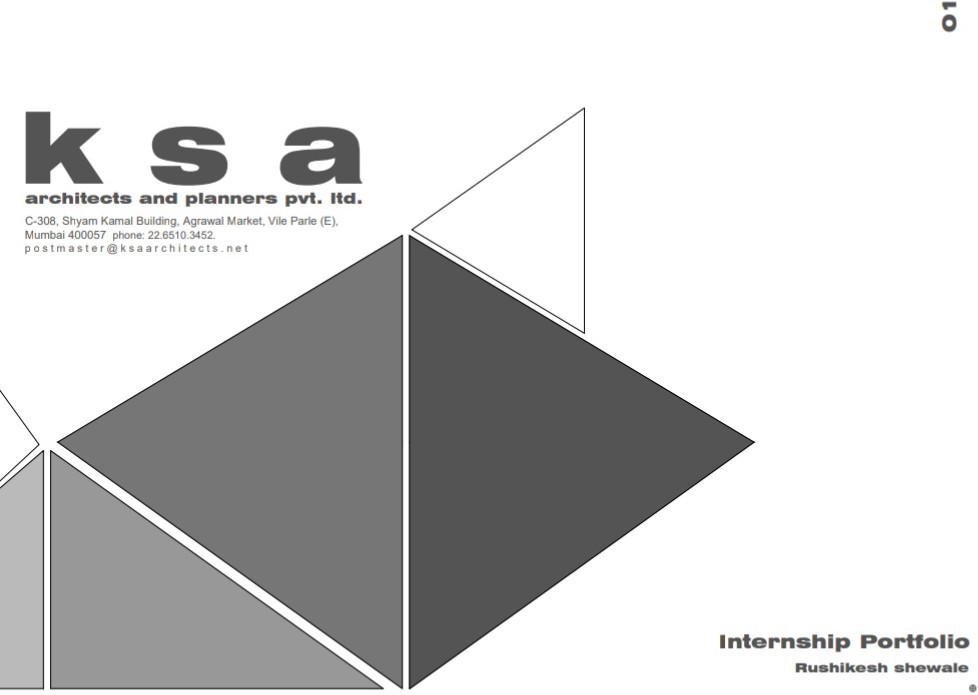 01
k s a
architects and planners pvt. ltd.
C-308, Shyam Kamal Building, Agrawal Market, Vile Parle (E),
Mumbai 400057 phone: 22.6510.3452.
postmaster@ksaarchitects.net
Internship Portfolio
Rushikesh shewale